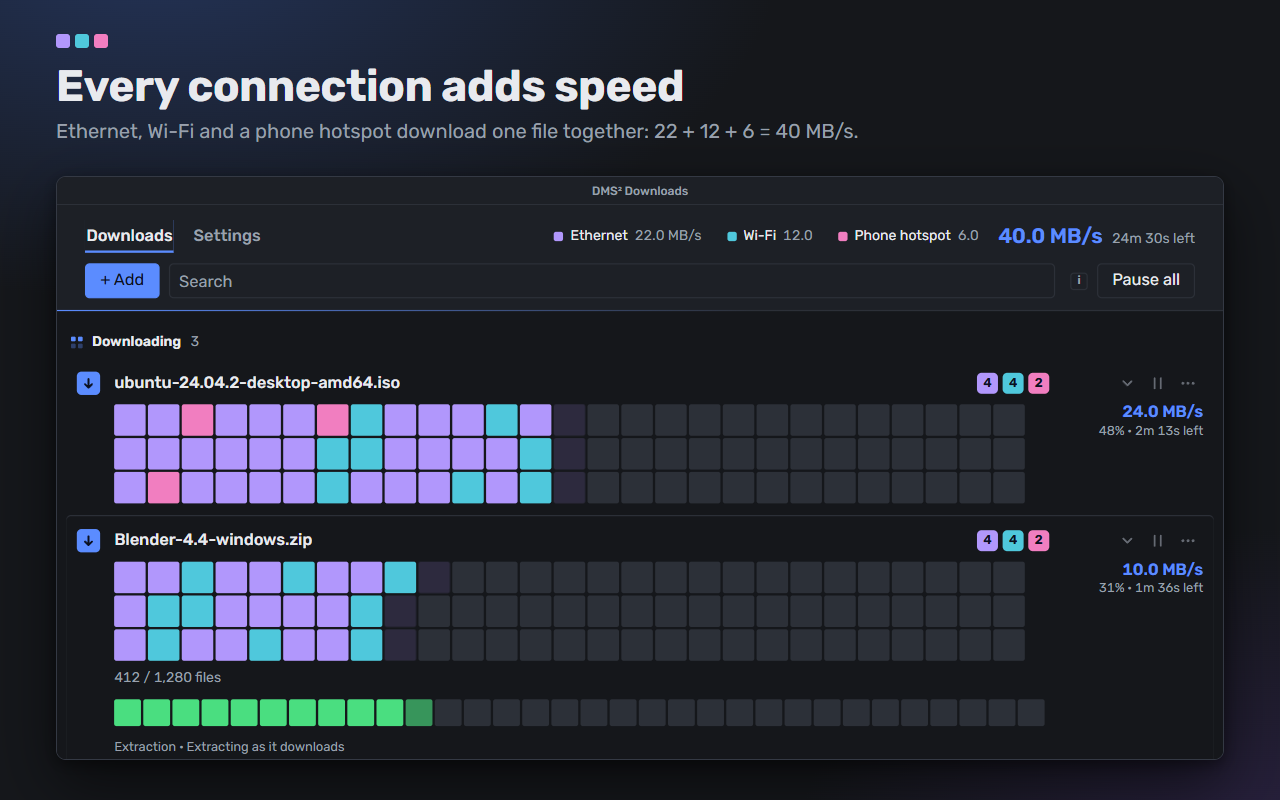 Every connection adds speed
Ethernet, Wi-Fi and a phone hotspot download one file together: 22 + 12 + 6 = 40 MB/s.
DMS² Downloads
Downloads Settings Ethernet 22.0 MB/s Wi-Fi 12.0 Phone hotspot 6.0 40.0 MB/s 24m 30s left
+ Add Search i Pause all
Downloading 3
ubuntu-24.04.2-desktop-amd64.iso 4 4 2
24.0 MB/s
48% • 2m 13s left
Blender-4.4-windows.zip 4 4 2
10.0 MB/s
31% • 1m 36s left
412 / 1,280 files
Extraction • Extracting as it downloads